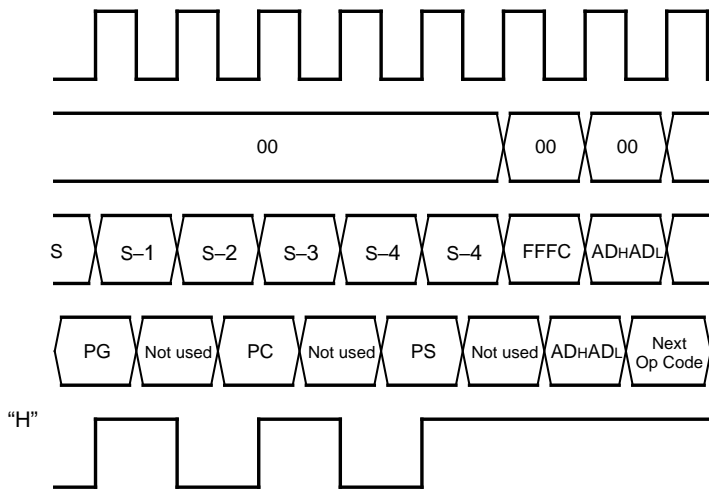 00 00 00
S S–1 S–2 S–3 S–4 S–4 FFFC ADHADL
PG Not used PC Not used PS Not used ADHADL Next
Op Code
“H”